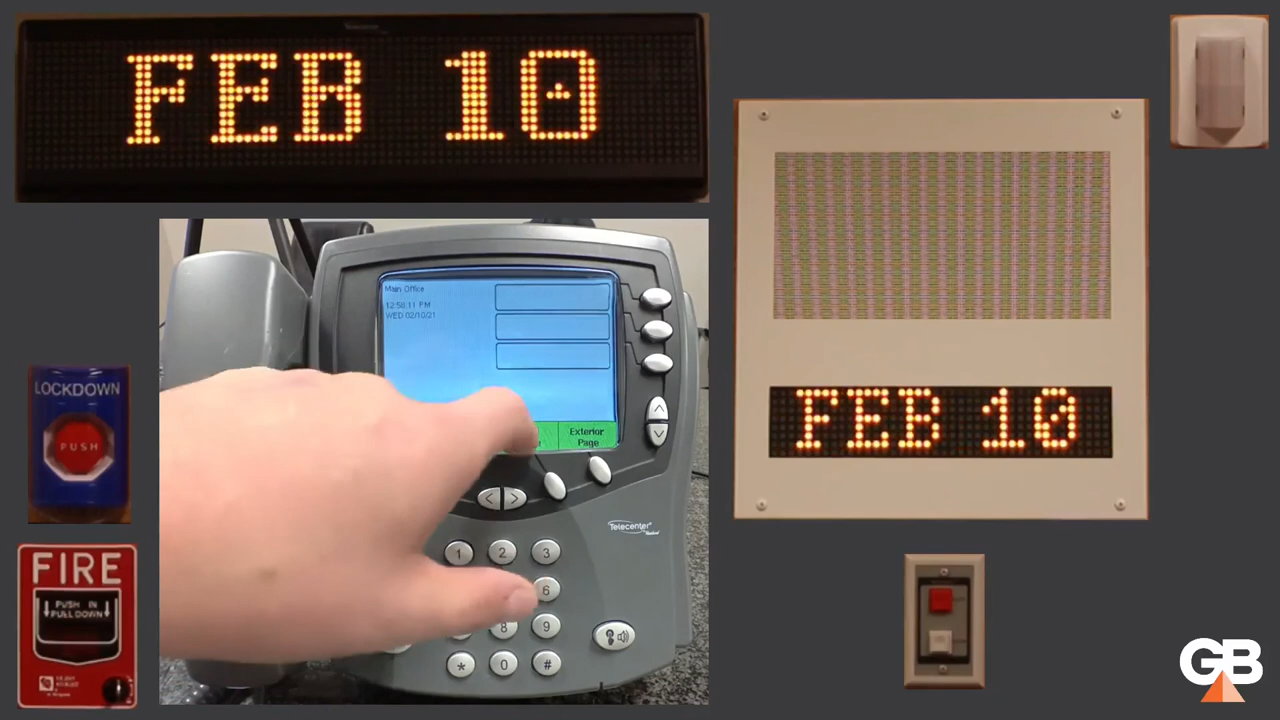 FEB 10
Main Office
12:56:11 PM
WED 02/10/21
Exterior
Page
FEB 10
LOCKDOWN
PUSH
FIRE
PUSH IN
PULL DOWN
Telecenter
1 2 3
6
8 9
* 0 #
GB